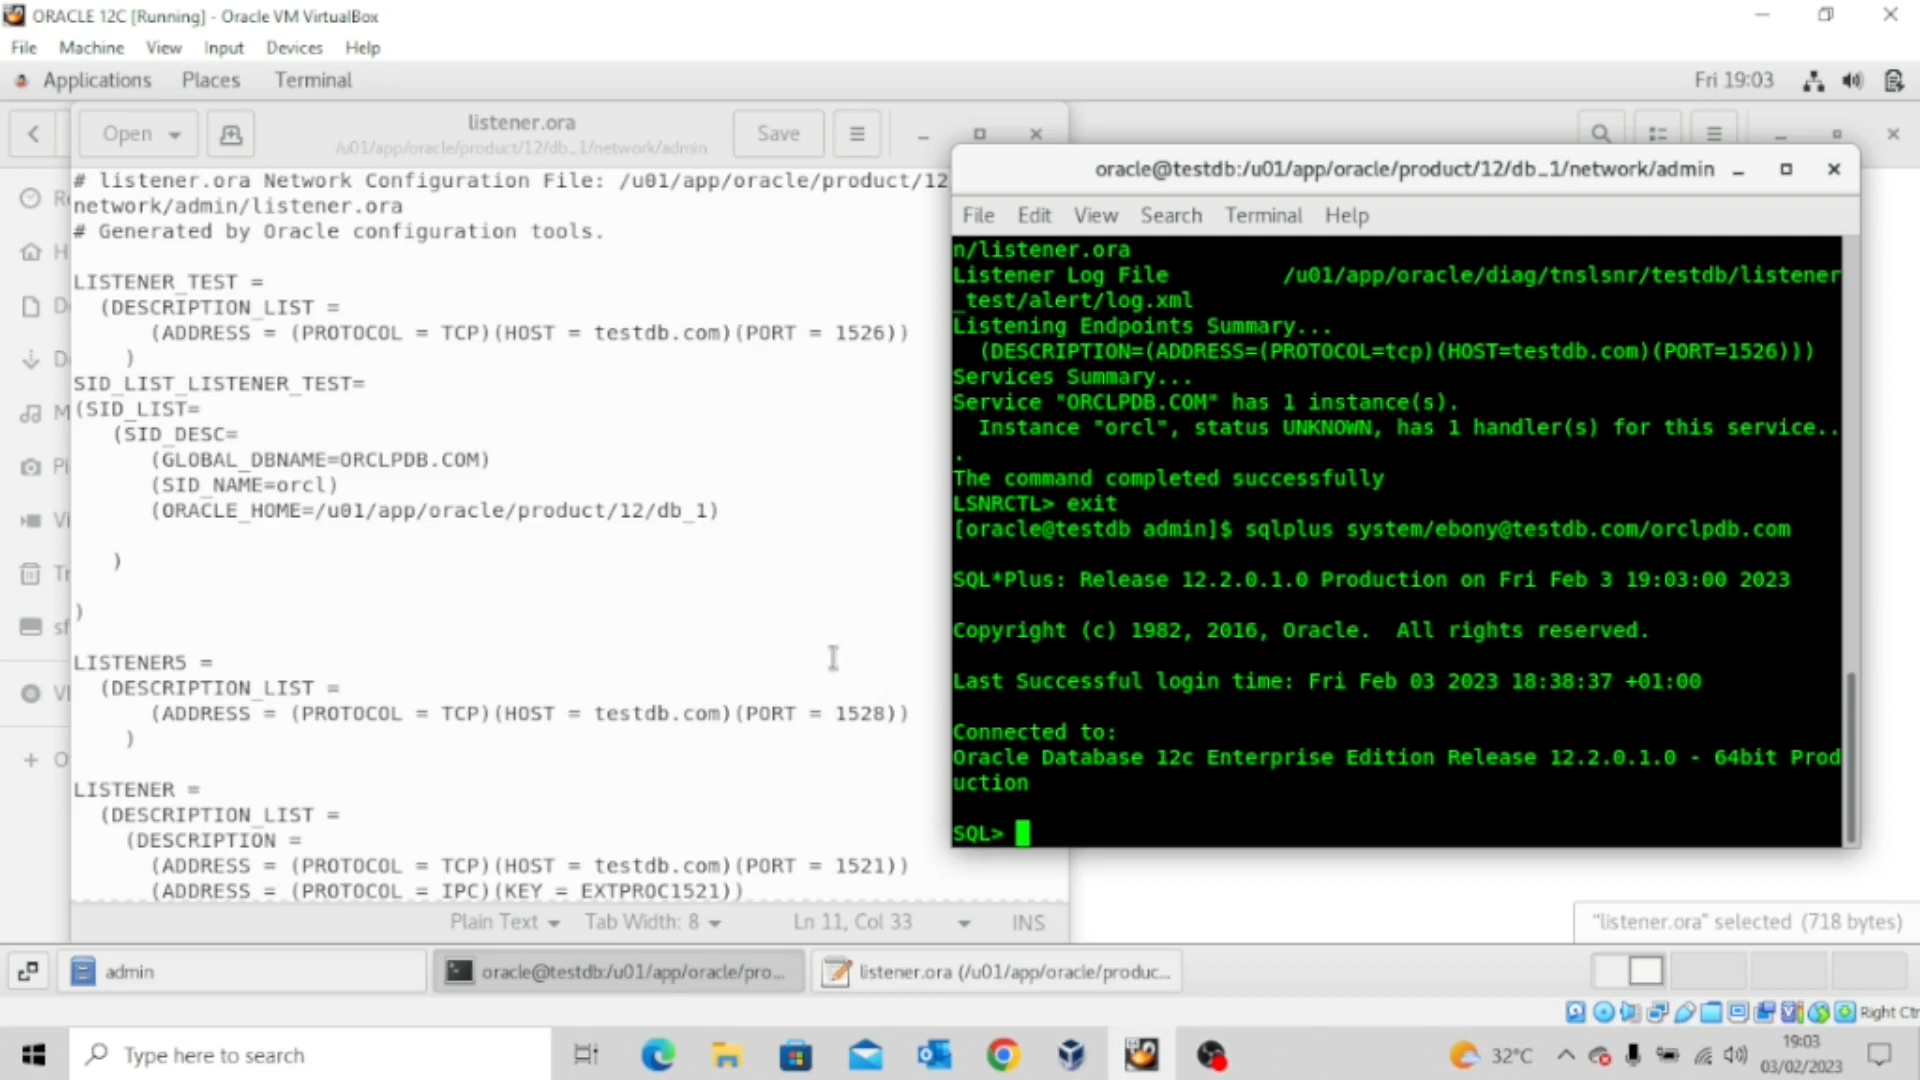 ORACLE 12C [Running] - Oracle VM VirtualBox
File Machine View Input Devices Help
Applications Places Terminal Fri 19:03
Open listener.ora Save
/u01/app/oracle/product/12/db_1/network/admin
# listener.ora Network Configuration File: /u01/app/oracle/product/12
network/admin/listener.ora
# Generated by Oracle configuration tools.
LISTENER_TEST =
(DESCRIPTION_LIST =
(ADDRESS = (PROTOCOL = TCP)(HOST = testdb.com)(PORT = 1526))
)
SID_LIST_LISTENER_TEST=
(SID_LIST=
(SID_DESC=
(GLOBAL_DBNAME=ORCLPDB.COM)
(SID_NAME=orcl)
(ORACLE_HOME=/u01/app/oracle/product/12/db_1)
)
)
LISTENER5 =
(DESCRIPTION_LIST =
(ADDRESS = (PROTOCOL = TCP)(HOST = testdb.com)(PORT = 1528))
)
LISTENER =
(DESCRIPTION_LIST =
(DESCRIPTION =
(ADDRESS = (PROTOCOL = TCP)(HOST = testdb.com)(PORT = 1521))
(ADDRESS = (PROTOCOL = IPC)(KEY = EXTPROC1521))
Plain Text Tab Width: 8 Ln 11, Col 33 INS
oracle@testdb:/u01/app/oracle/product/12/db_1/network/admin
File Edit View Search Terminal Help
n/listener.ora
Listener Log File /u01/app/oracle/diag/tnslsnr/testdb/listener
_test/alert/log.xml
Listening Endpoints Summary...
(DESCRIPTION=(ADDRESS=(PROTOCOL=tcp)(HOST=testdb.com)(PORT=1526)))
Services Summary...
Service "ORCLPDB.COM" has 1 instance(s).
Instance "orcl", status UNKNOWN, has 1 handler(s) for this service..
.
The command completed successfully
LSNRCTL> exit
[oracle@testdb admin]$ sqlplus system/ebony@testdb.com/orclpdb.com
SQL*Plus: Release 12.2.0.1.0 Production on Fri Feb 3 19:03:00 2023
Copyright (c) 1982, 2016, Oracle. All rights reserved.
Last Successful login time: Fri Feb 03 2023 18:38:37 +01:00
Connected to:
Oracle Database 12c Enterprise Edition Release 12.2.0.1.0 - 64bit Prod
uction
SQL>
"listener.ora" selected (718 bytes)
admin
oracle@testdb:/u01/app/oracle/pro...
listener.ora (/u01/app/oracle/produc...
Right Ctr
Type here to search
32°C
19:03
03/02/2023